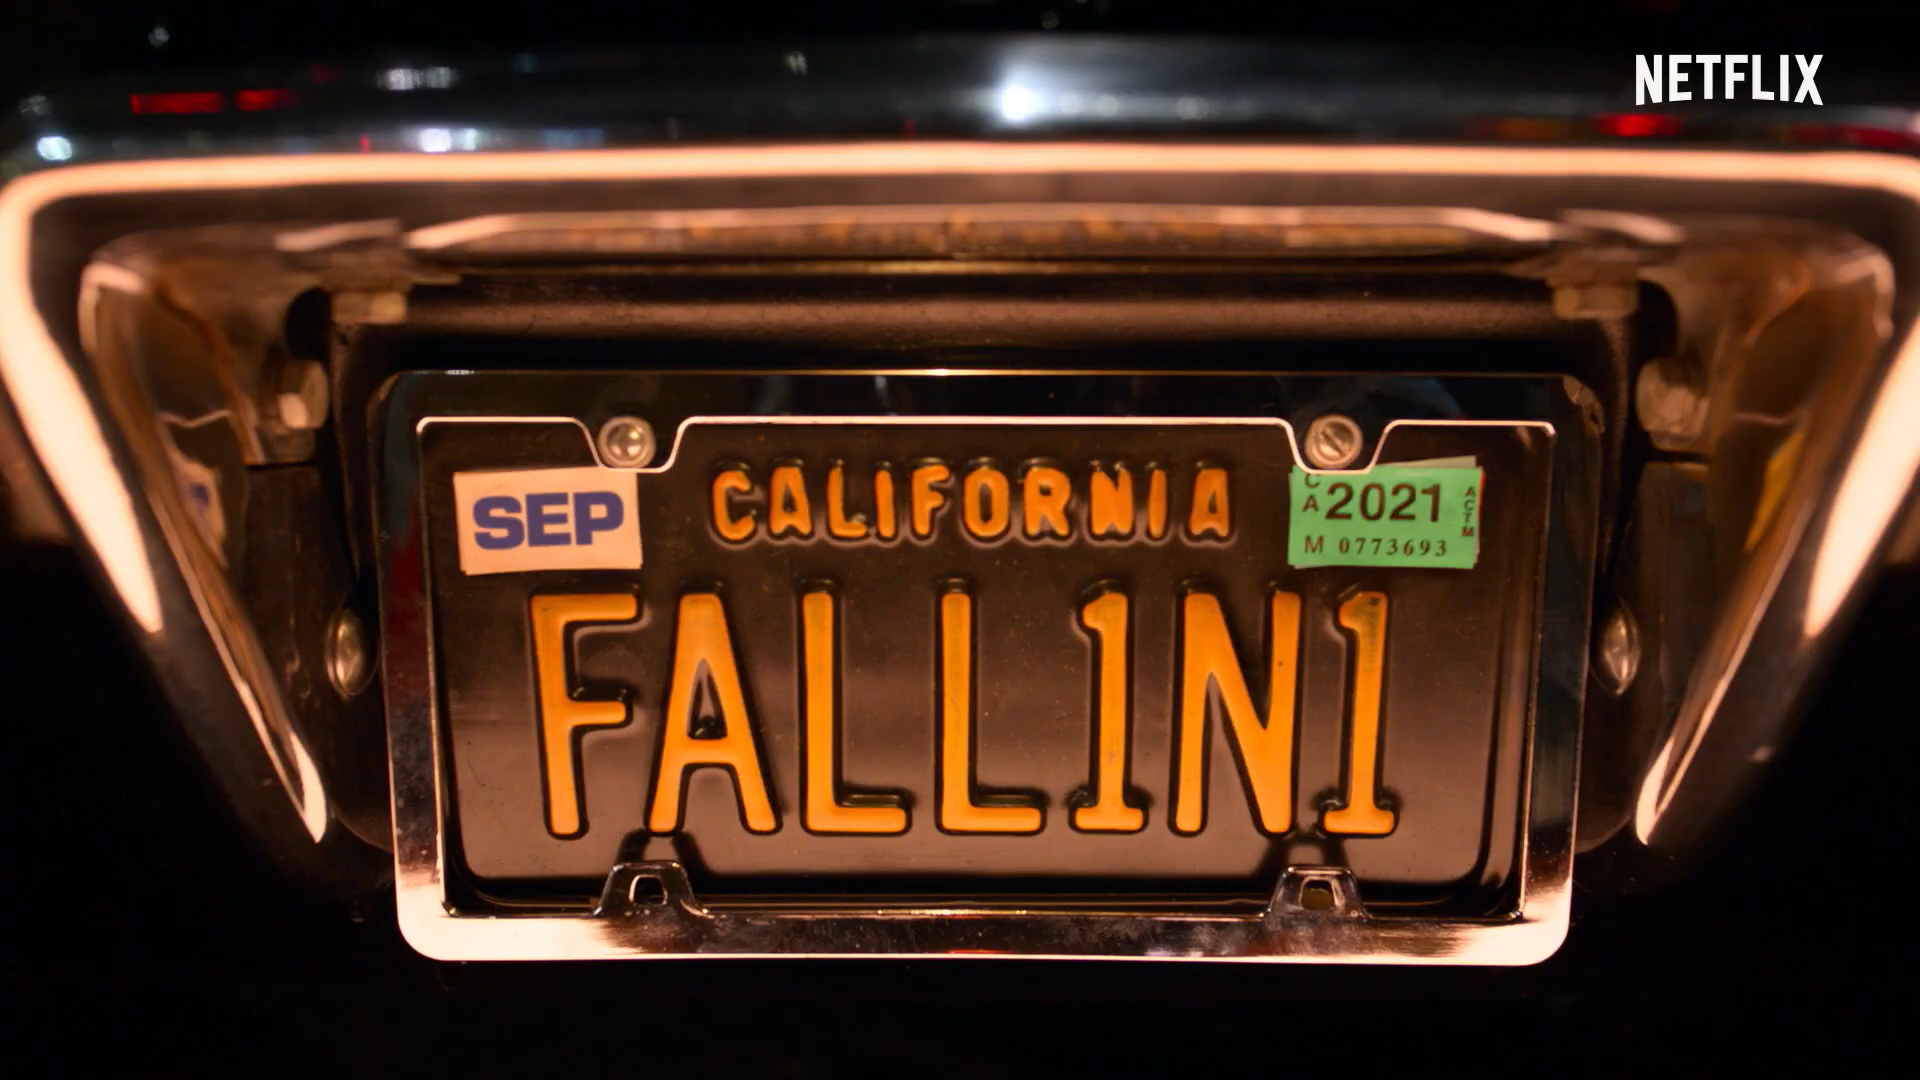 NETFLIX
SEP
CALIFORNIA
CA 2021 ACTM
M 0773693
FALL1N1